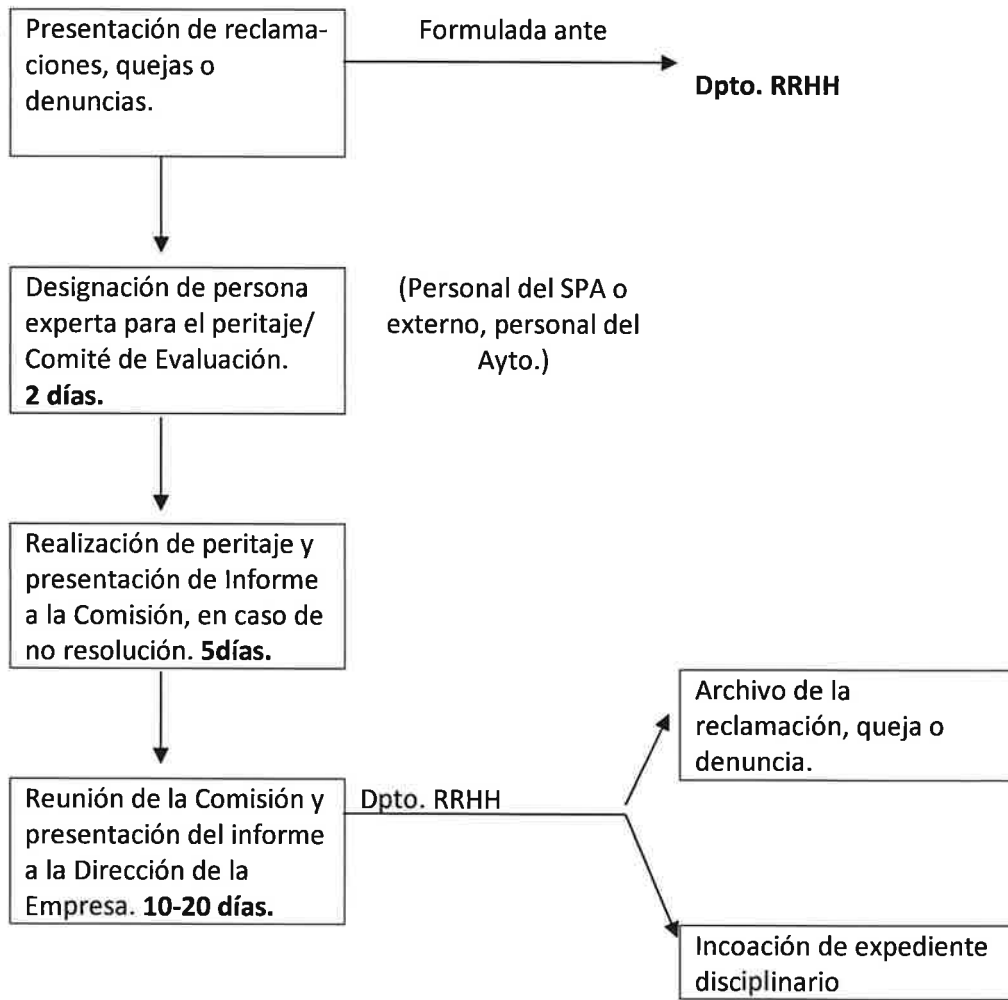 Presentación de reclama-
ciones, quejas o
denuncias.
Formulada ante
Dpto. RRHH
Designación de persona
experta para el peritaje/
Comité de Evaluación.
2 días.
(Personal del SPA o
externo, personal del
Ayto.)
Realización de peritaje y
presentación de Informe
a la Comisión, en caso de
no resolución. 5días.
Reunión de la Comisión y
presentación del informe
a la Dirección de la
Empresa. 10-20 días.
Dpto. RRHH
Archivo de la
reclamación, queja o
denuncia.
Incoación de expediente
disciplinario